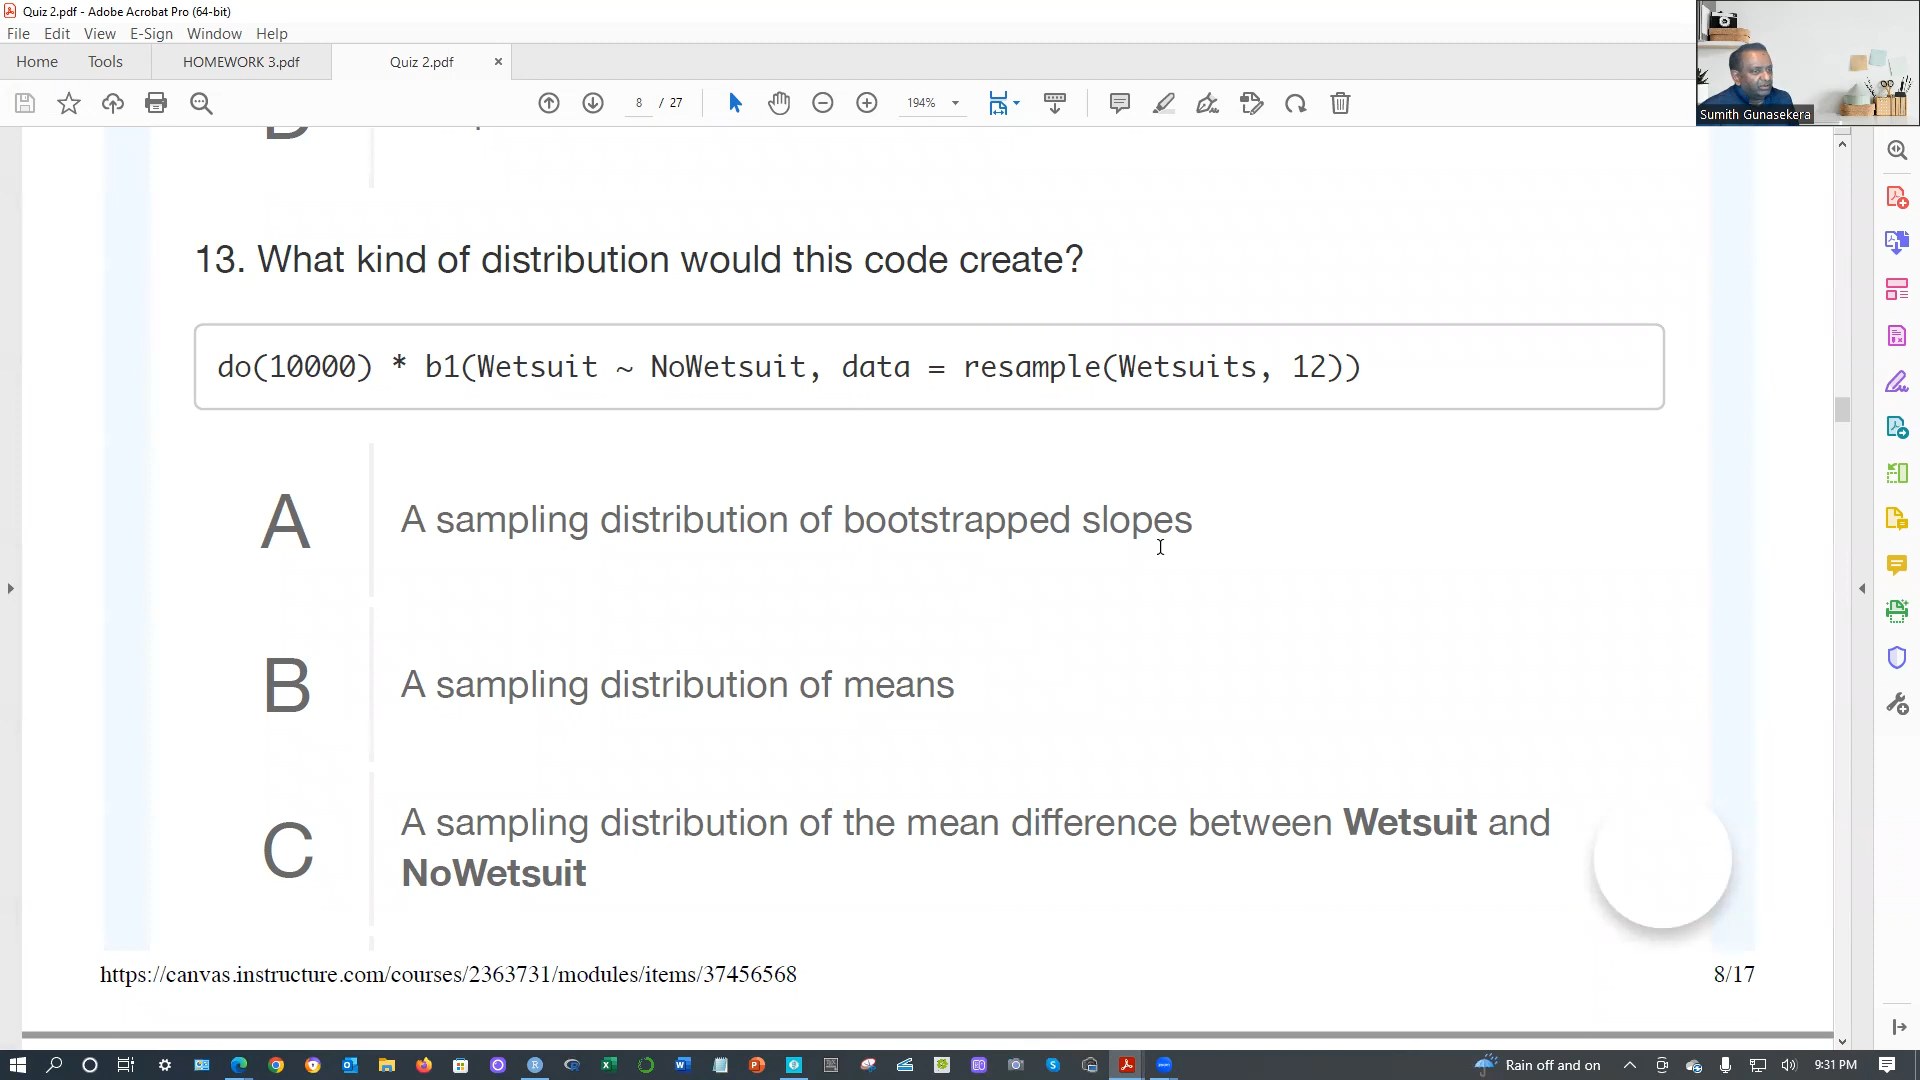 Quiz 2.pdf - Adobe Acrobat Pro (64-bit)
File Edit View E-Sign Window Help
Home Tools HOMEWORK 3.pdf Quiz 2.pdf ×
8 / 27 194%
Sumith Gunasekera
13. What kind of distribution would this code create?
do(10000) * b1(Wetsuit ~ NoWetsuit, data = resample(Wetsuits, 12))
A A sampling distribution of bootstrapped slopes
B A sampling distribution of means
C A sampling distribution of the mean difference between Wetsuit and
NoWetsuit
https://canvas.instructure.com/courses/2363731/modules/items/37456568 8/17
Rain off and on 9:31 PM